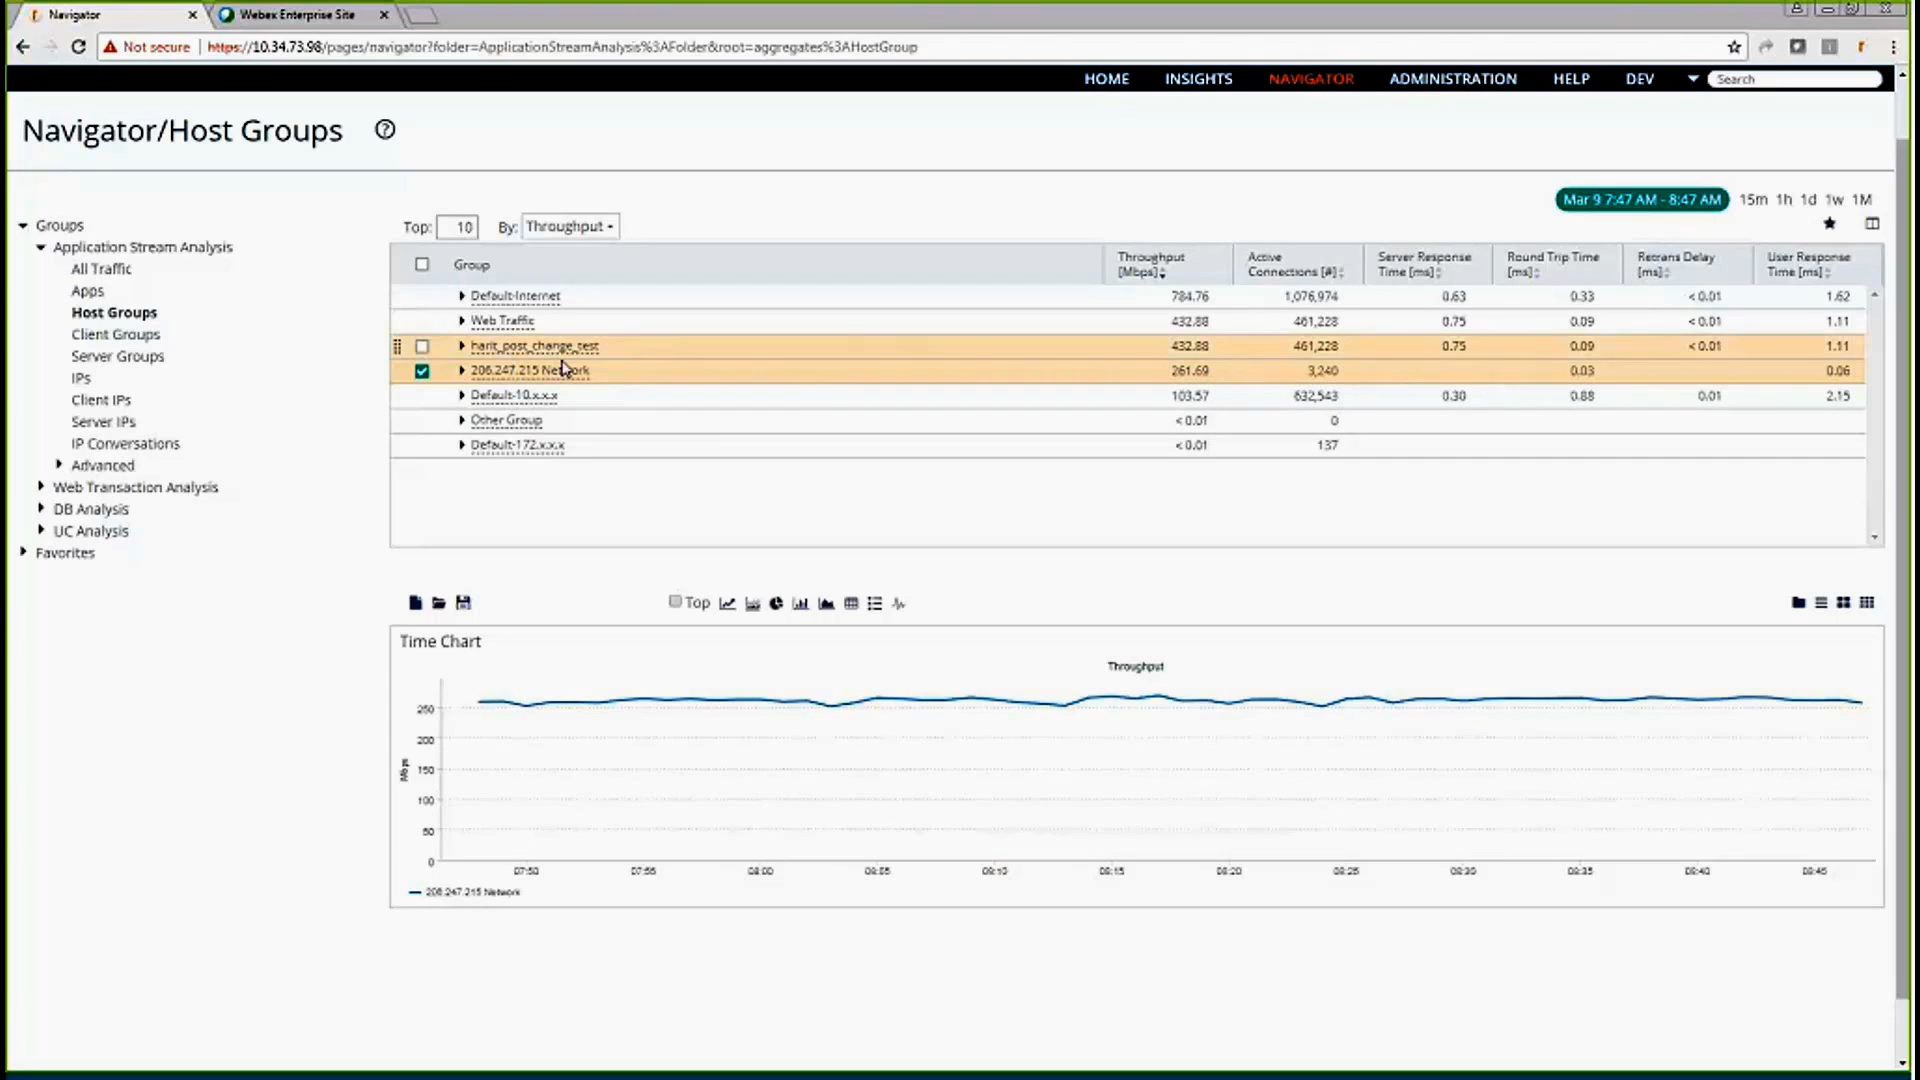 Navigator
Webex Enterprise Site
Not secure https://10.34.73.98/pages/navigator?folder=ApplicationStreamAnalysis%3AFolder&root=aggregates%3AHostGroup
HOME INSIGHTS NAVIGATOR ADMINISTRATION HELP DEV Search
Navigator/Host Groups
Mar 9 7:47 AM - 8:47 AM 15m 1h 1d 1w 1M
Groups
Application Stream Analysis
All Traffic
Apps
Host Groups
Client Groups
Server Groups
IPs
Client IPs
Server IPs
IP Conversations
Advanced
Web Transaction Analysis
DB Analysis
UC Analysis
Favorites
Top: 10 By: Throughput
Group Throughput [Mbps] Active Connections [#] Server Response Time [ms] Round Trip Time [ms] Retrans Delay [ms] User Response Time [ms]
Default-Internet 784.76 1,076,974 0.63 0.33 <0.01 1.62
Web Traffic 432.88 461,228 0.75 0.09 <0.01 1.11
harit_post_change_test 432.88 461,228 0.75 0.09 <0.01 1.11
206.247.215 Network 261.69 3,240 0.03 0.06
Default-10.x.x.x 103.57 632,543 0.30 0.88 0.01 2.15
Other Group <0.01 0
Default-172.x.x.x <0.01 137
Top
Time Chart
Throughput
Mbps
250
200
150
100
50
0
07:50 07:55 08:00 08:05 08:10 08:15 08:20 08:25 08:30 08:35 08:40 08:45
206.247.215 Network